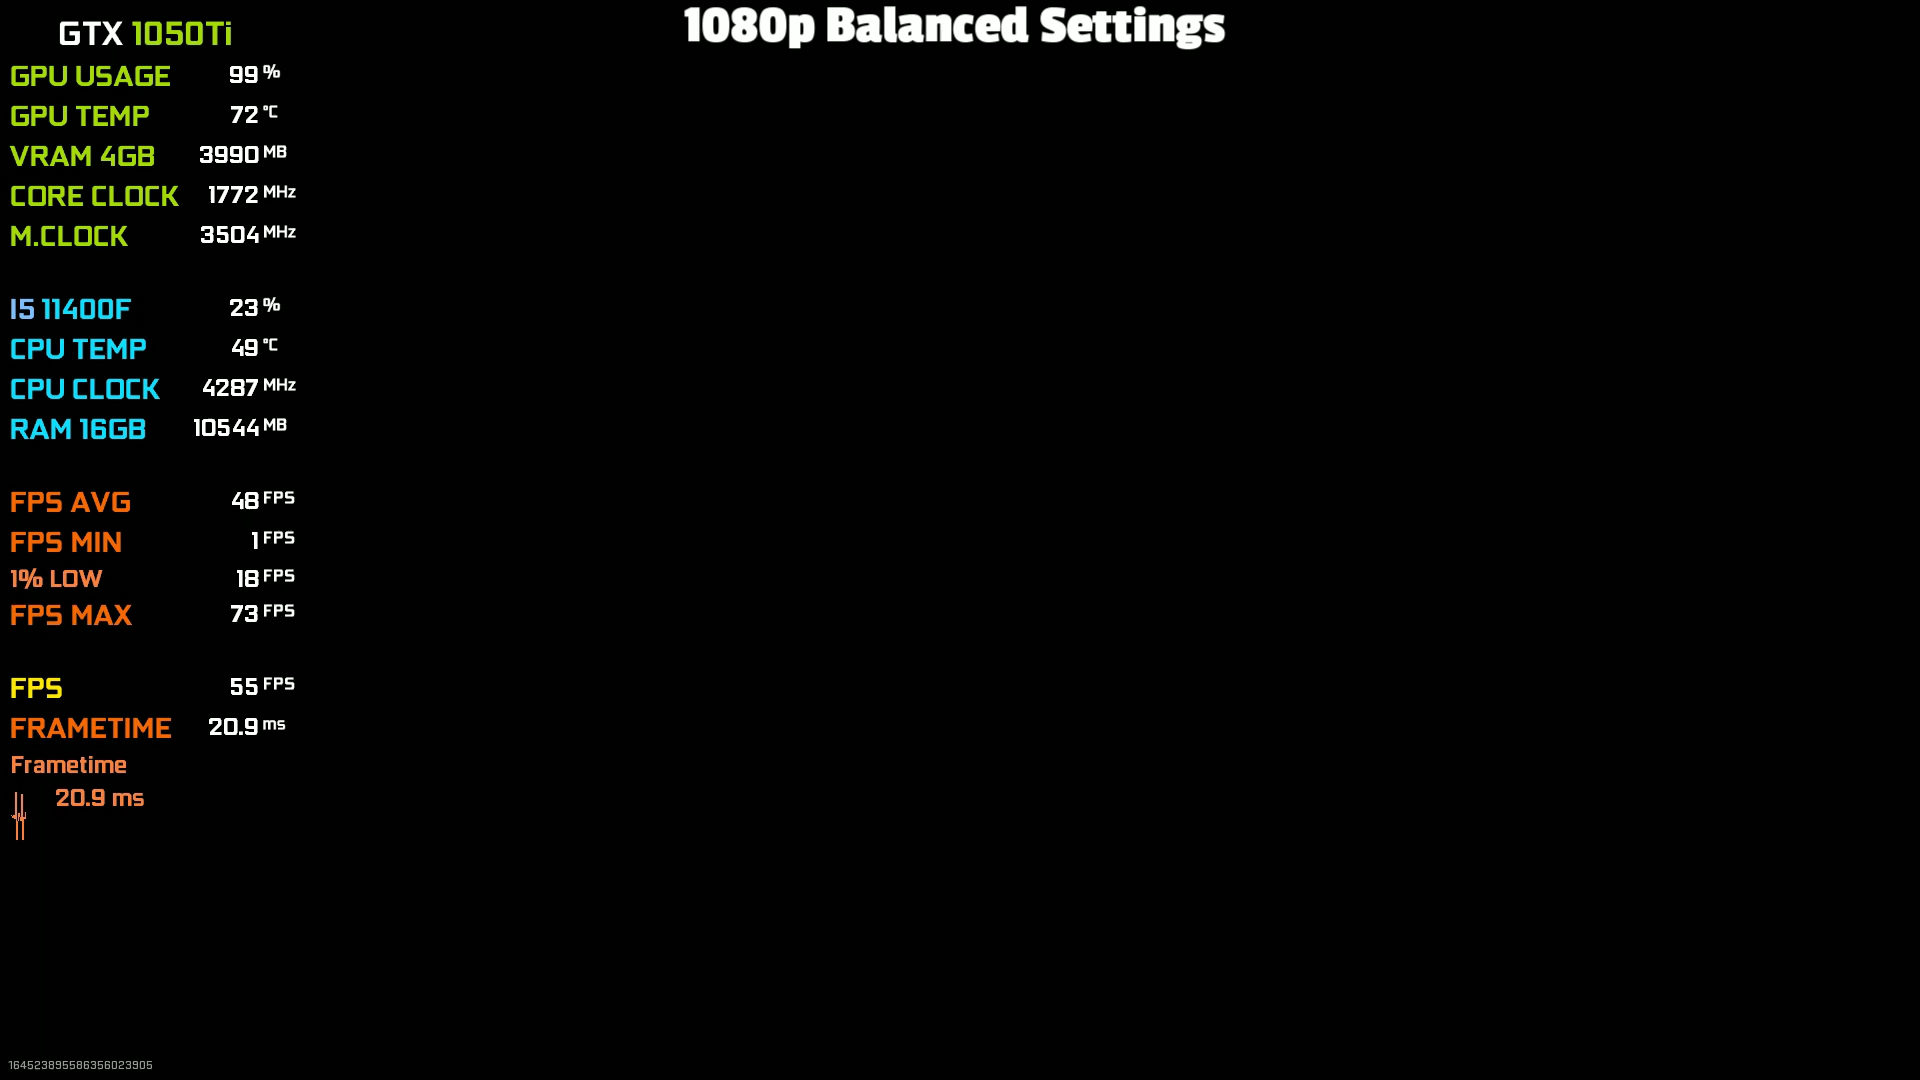 1080p Balanced Settings
GTX 1050Ti
GPU USAGE 99 %
GPU TEMP 72 °C
VRAM 4GB 3990 MB
CORE CLOCK 1772 MHz
M.CLOCK 3504 MHz
I5 11400F 23 %
CPU TEMP 49 °C
CPU CLOCK 4287 MHz
RAM 16GB 10544 MB
FPS AVG 48 FPS
FPS MIN 1 FPS
1% LOW 18 FPS
FPS MAX 73 FPS
FPS 55 FPS
FRAMETIME 20.9 ms
Frametime
20.9 ms
164523895586356023905